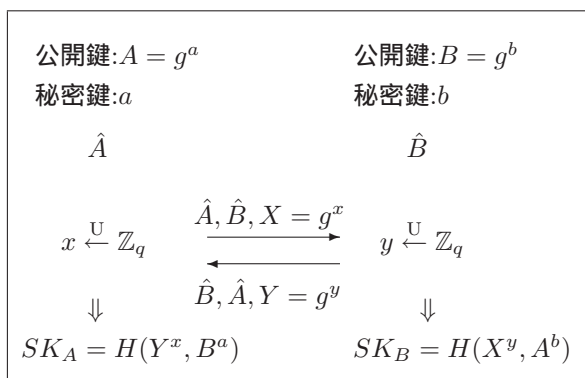 公開鍵:A = g^a 公開鍵:B = g^b
秘密鍵:a 秘密鍵:b
Â B̂
Â, B̂, X = g^x
x ←U ℤ_q y ←U ℤ_q
B̂, Â, Y = g^y
⇓ ⇓
SK_A = H(Y^x, B^a) SK_B = H(X^y, A^b)